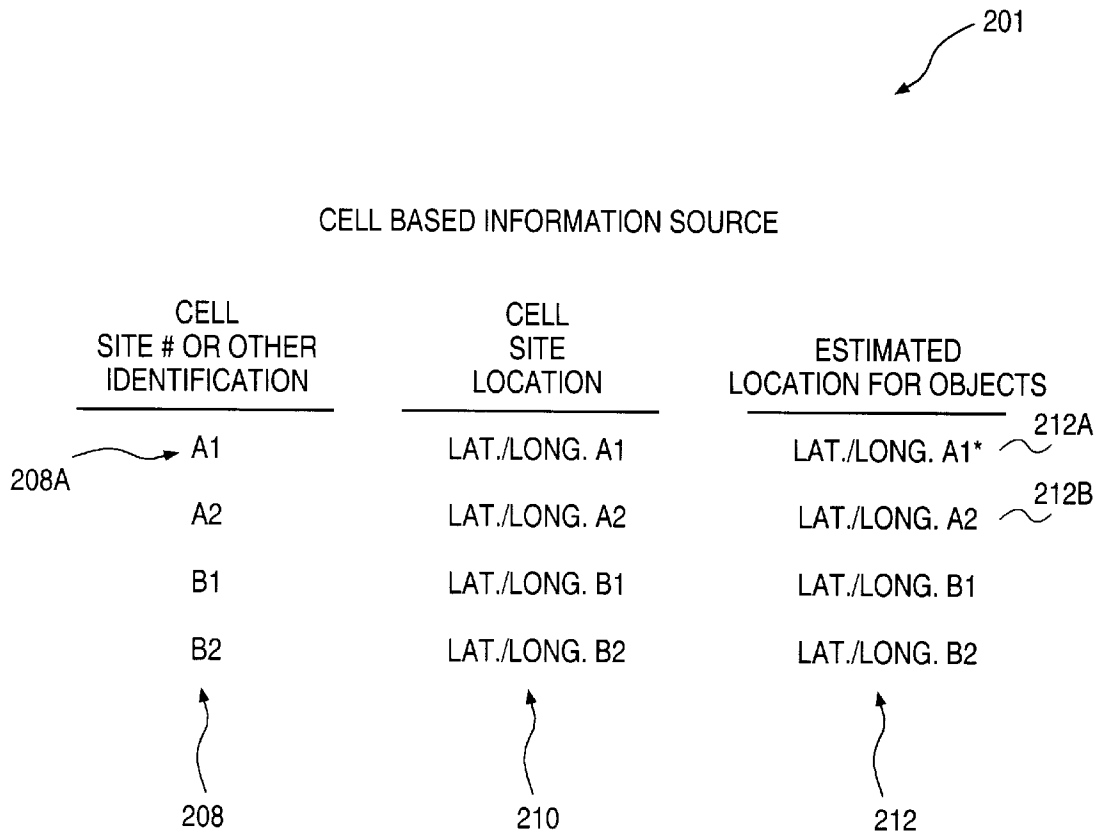 201
CELL BASED INFORMATION SOURCE
CELL
SITE # OR OTHER
IDENTIFICATION
CELL
SITE
LOCATION
ESTIMATED
LOCATION FOR OBJECTS
A1 LAT./LONG. A1 LAT./LONG. A1* 212A
208A
A2 LAT./LONG. A2 LAT./LONG. A2 212B
B1 LAT./LONG. B1 LAT./LONG. B1
B2 LAT./LONG. B2 LAT./LONG. B2
208 210 212